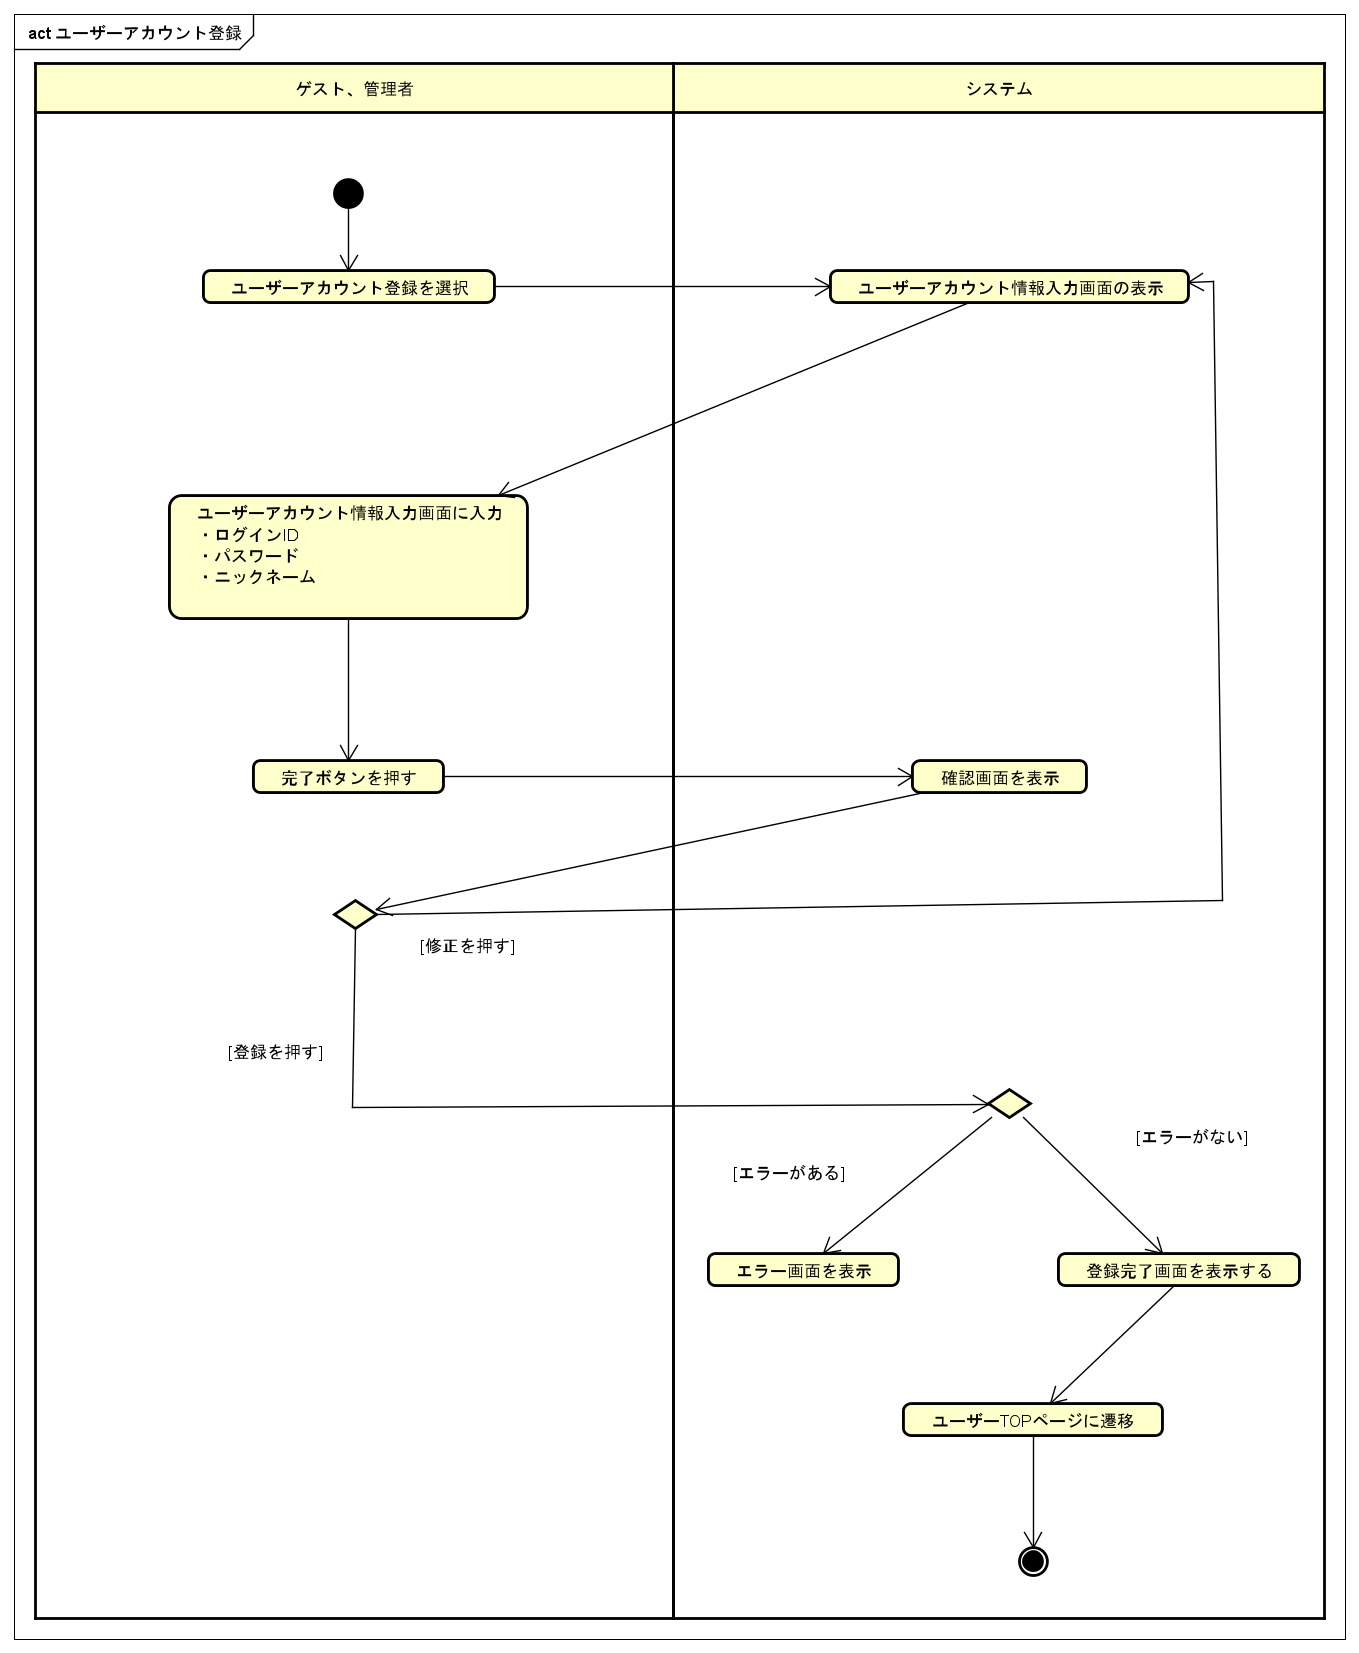 act ユーザーアカウント登録
ゲスト、管理者
システム
ユーザーアカウント登録を選択
ユーザーアカウント情報入力画面の表示
ユーザーアカウント情報入力画面に入力
・ログインID
・パスワード
・ニックネーム
完了ボタンを押す
確認画面を表示
[修正を押す]
[登録を押す]
[エラーがない]
[エラーがある]
エラー画面を表示
登録完了画面を表示する
ユーザーTOPページに遷移